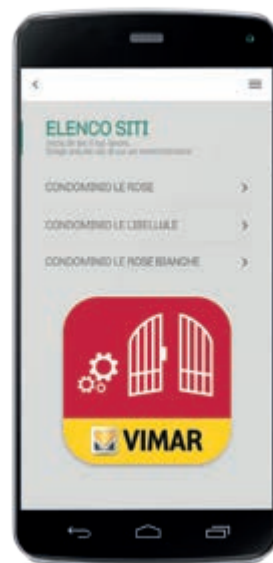 ELENCO SITI
CONDOMINIO LE ROSE
CONDOMINIO LE LIBELLULE
CONDOMINIO LE ROSE BIANCHE
VIMAR